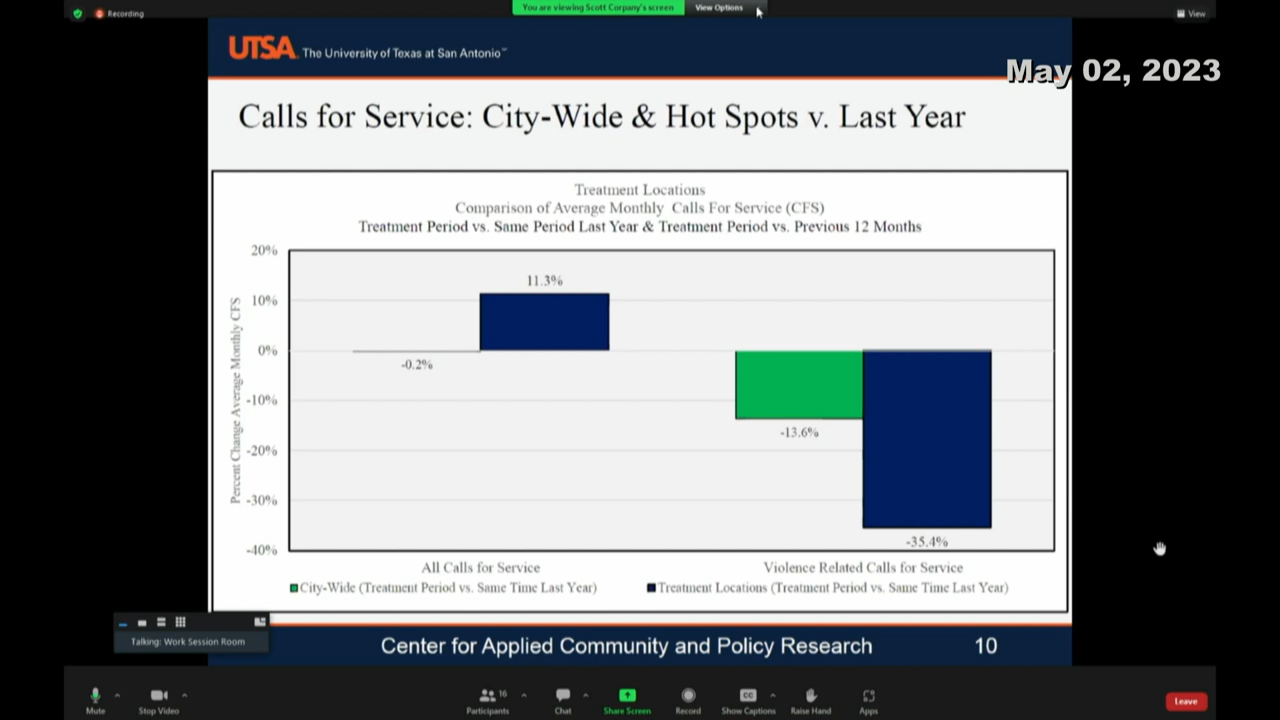 Recording
You are viewing Scott Corpany's screen
View Options
View
UTSA The University of Texas at San Antonio™
May 02, 2023
Calls for Service: City-Wide & Hot Spots v. Last Year
Treatment Locations
Comparison of Average Monthly Calls For Service (CFS)
Treatment Period vs. Same Period Last Year & Treatment Period vs. Previous 12 Months
Percent Change Average Monthly CFS
20%
10%
0%
-10%
-20%
-30%
-40%
11.3%
-0.2%
-13.6%
-35.4%
All Calls for Service
Violence Related Calls for Service
City-Wide (Treatment Period vs. Same Time Last Year)
Treatment Locations (Treatment Period vs. Same Time Last Year)
Talking: Work Session Room
Center for Applied Community and Policy Research 10
Mute
Stop Video
16
Participants
Chat
Share Screen
Record
CC
Show Captions
Raise Hand
Apps
Leave